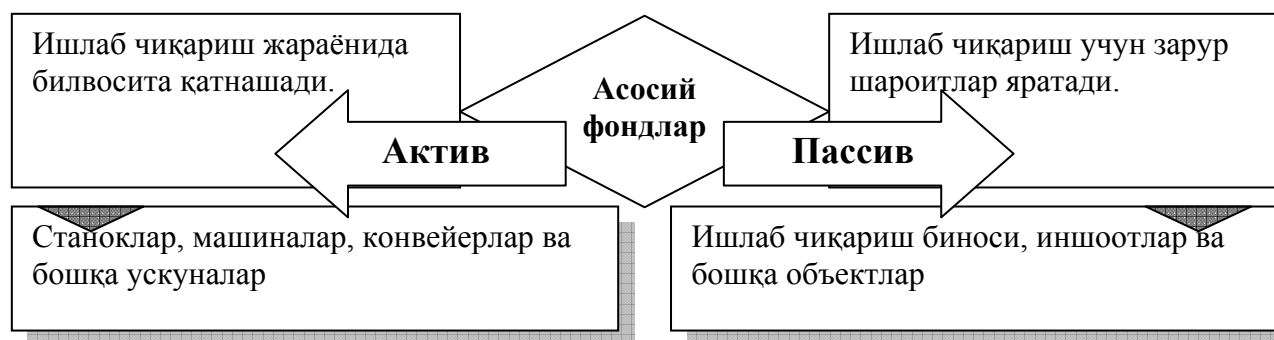 Ишлаб чиқариш жараёнида
билвосита қатнашади.
Асосий
фондлар
Ишлаб чиқариш учун зарур
шароитлар яратади.
Актив
Пассив
Станоклар, машиналар, конвейерлар ва
бошқа ускуналар
Ишлаб чиқариш биноси, иншоотлар ва
бошқа объектлар